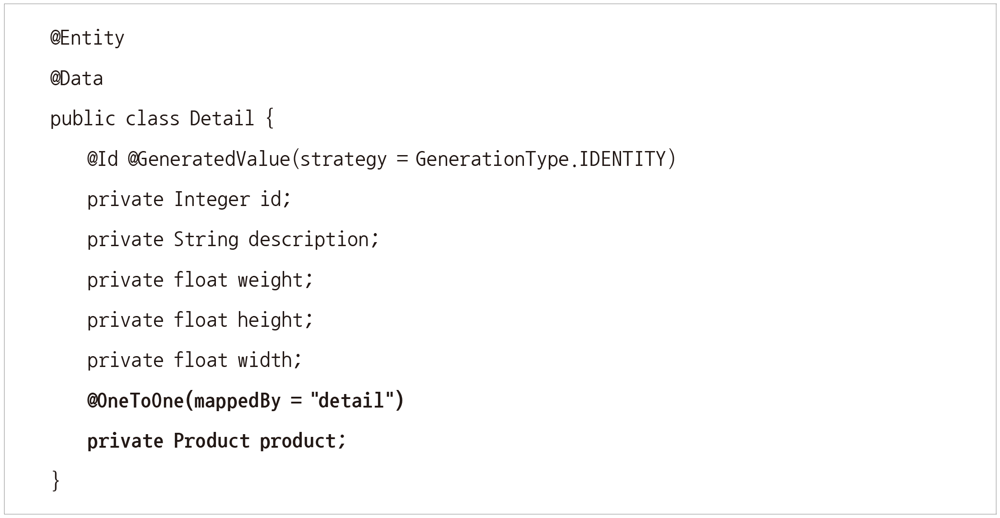 @Entity
@Data
public class Detail {
@Id @GeneratedValue(strategy = GenerationType.IDENTITY)
private Integer id;
private String description;
private float weight;
private float height;
private float width;
@OneToOne(mappedBy = "detail")
private Product product;
}